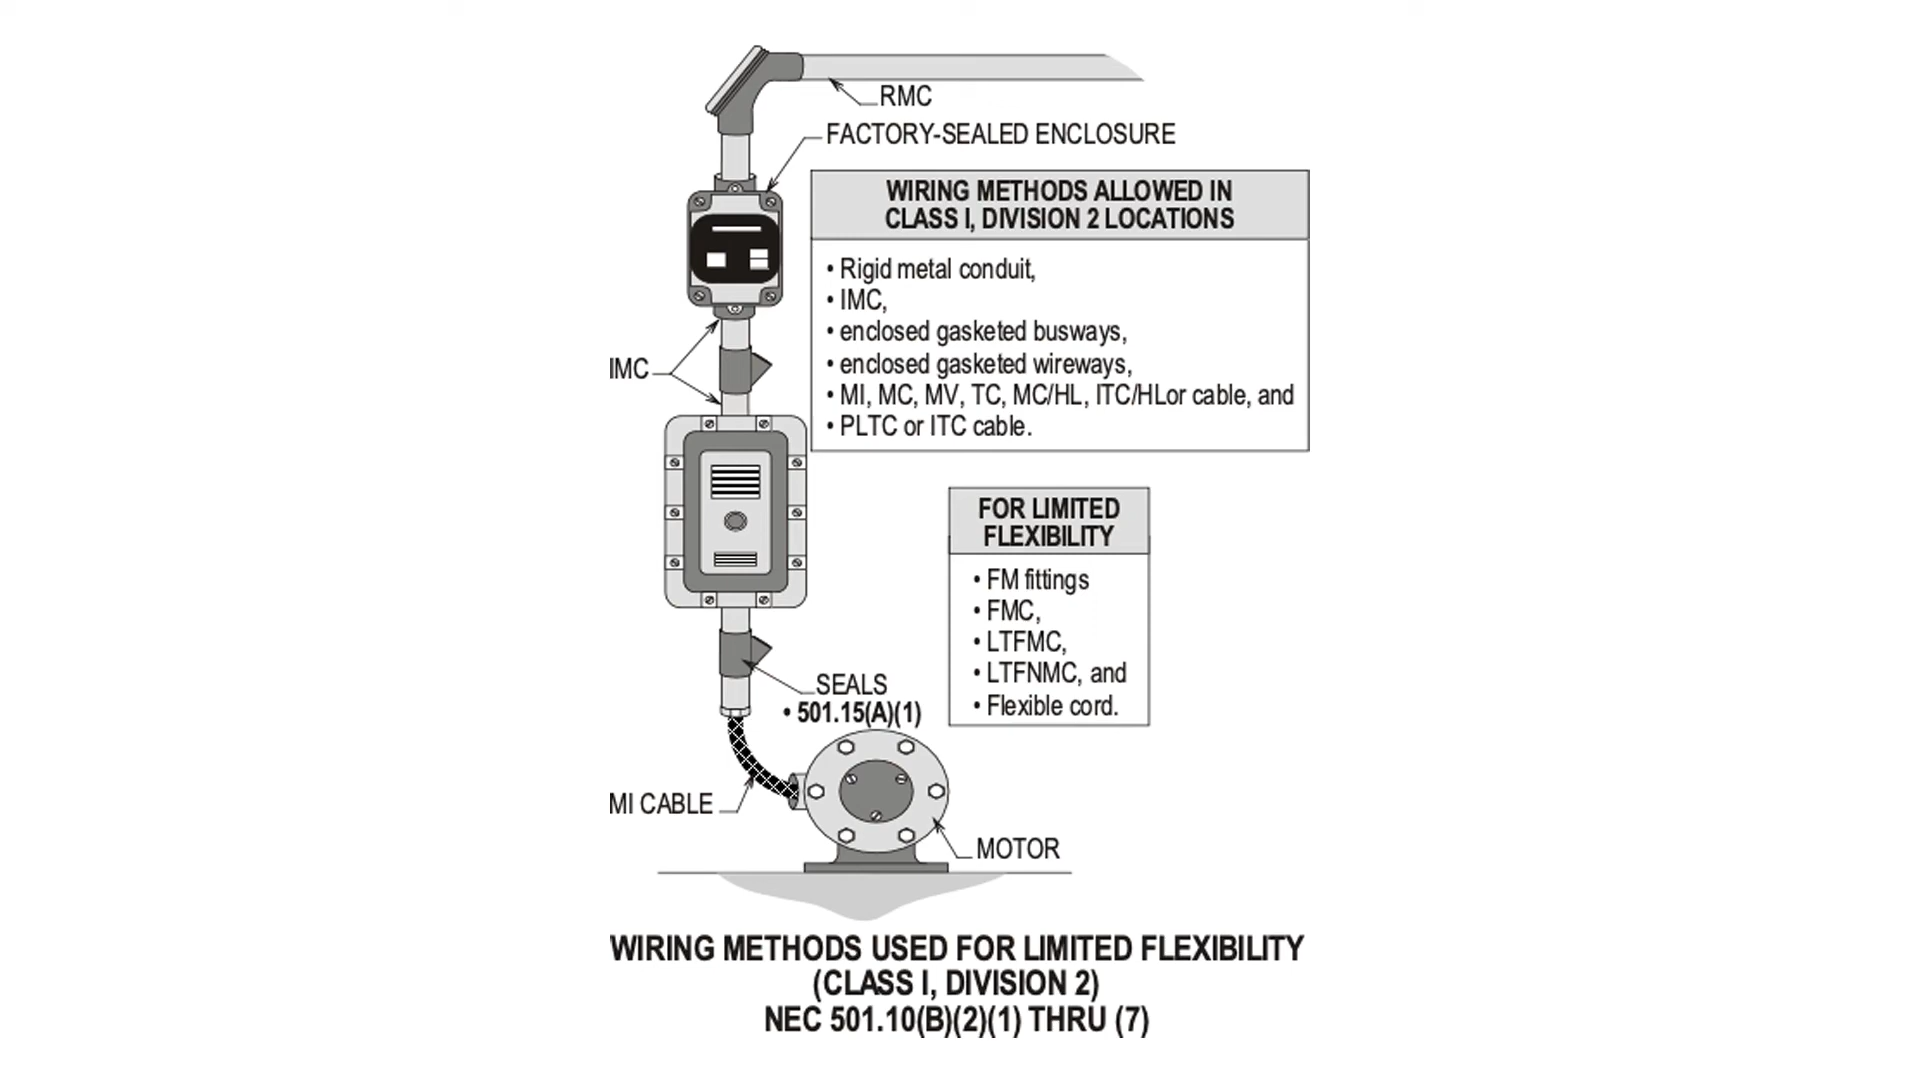 RMC
FACTORY-SEALED ENCLOSURE
WIRING METHODS ALLOWED IN
CLASS I, DIVISION 2 LOCATIONS
• Rigid metal conduit,
• IMC,
• enclosed gasketed busways,
• enclosed gasketed wireways,
• MI, MC, MV, TC, MC/HL, ITC/HLor cable, and
• PLTC or ITC cable.
IMC
FOR LIMITED
FLEXIBILITY
• FM fittings
• FMC,
• LTFMC,
• LTFNMC, and
• Flexible cord.
SEALS
• 501.15(A)(1)
MI CABLE
MOTOR
WIRING METHODS USED FOR LIMITED FLEXIBILITY
(CLASS I, DIVISION 2)
NEC 501.10(B)(2)(1) THRU (7)